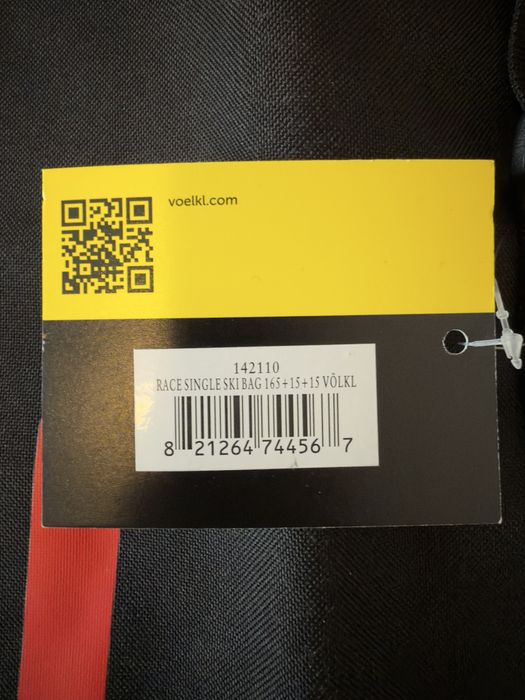 voelkl.com
142110
RACE SINGLE SKI BAG 165+15+15 VÖLKL
8 21264 74456 7